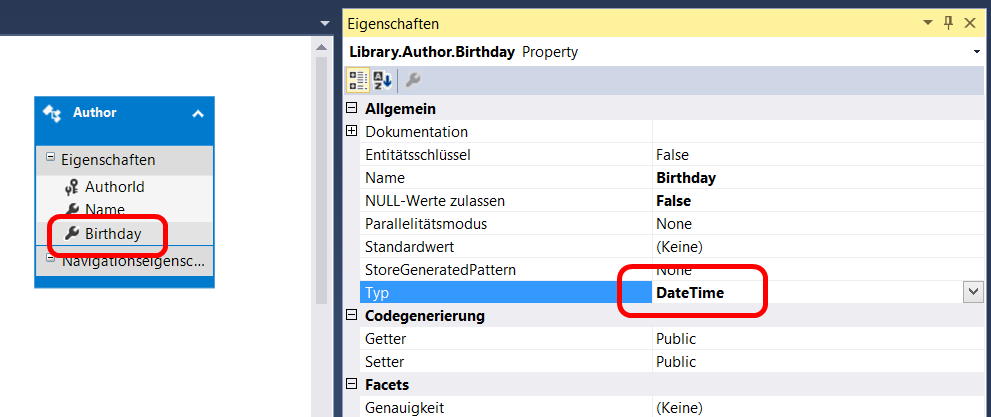 Author
Eigenschaften
AuthorId
Name
Birthday
Navigationseigensc...
Eigenschaften
Library.Author.Birthday Property
Allgemein
Dokumentation
Entitätsschlüssel False
Name Birthday
NULL-Werte zulassen False
Parallelitätsmodus None
Standardwert (Keine)
StoreGeneratedPattern None
Typ DateTime
Codegenerierung
Getter Public
Setter Public
Facets
Genauigkeit (Keine)